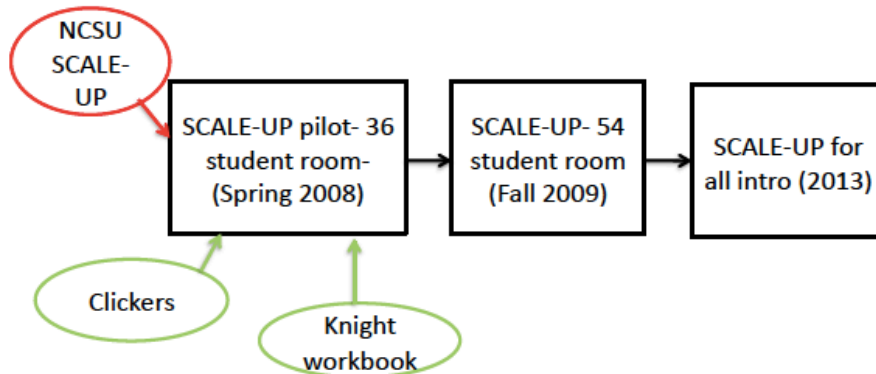 NCSU
SCALE-
UP
SCALE-UP pilot- 36
student room-
(Spring 2008)
SCALE-UP- 54
student room
(Fall 2009)
SCALE-UP for
all intro (2013)
Clickers
Knight
workbook